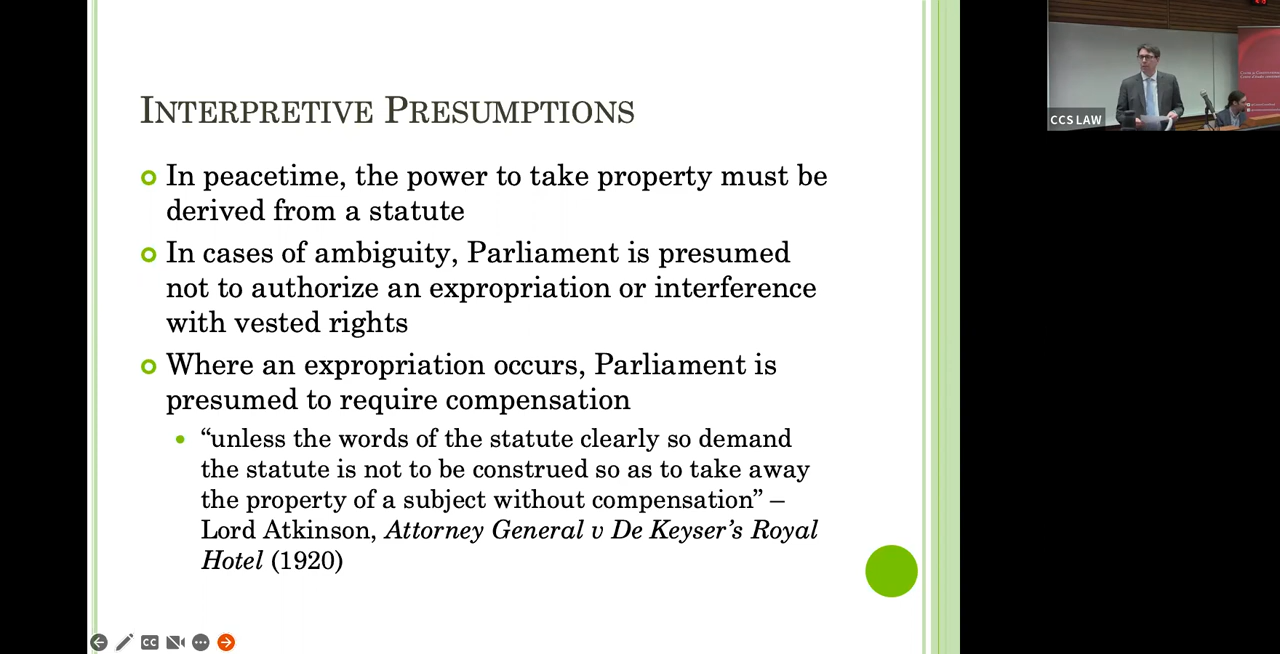 INTERPRETIVE PRESUMPTIONS
In peacetime, the power to take property must be
derived from a statute
In cases of ambiguity, Parliament is presumed
not to authorize an expropriation or interference
with vested rights
Where an expropriation occurs, Parliament is
presumed to require compensation
“unless the words of the statute clearly so demand
the statute is not to be construed so as to take away
the property of a subject without compensation” –
Lord Atkinson, Attorney General v De Keyser’s Royal
Hotel (1920)
CC
CCS LAW